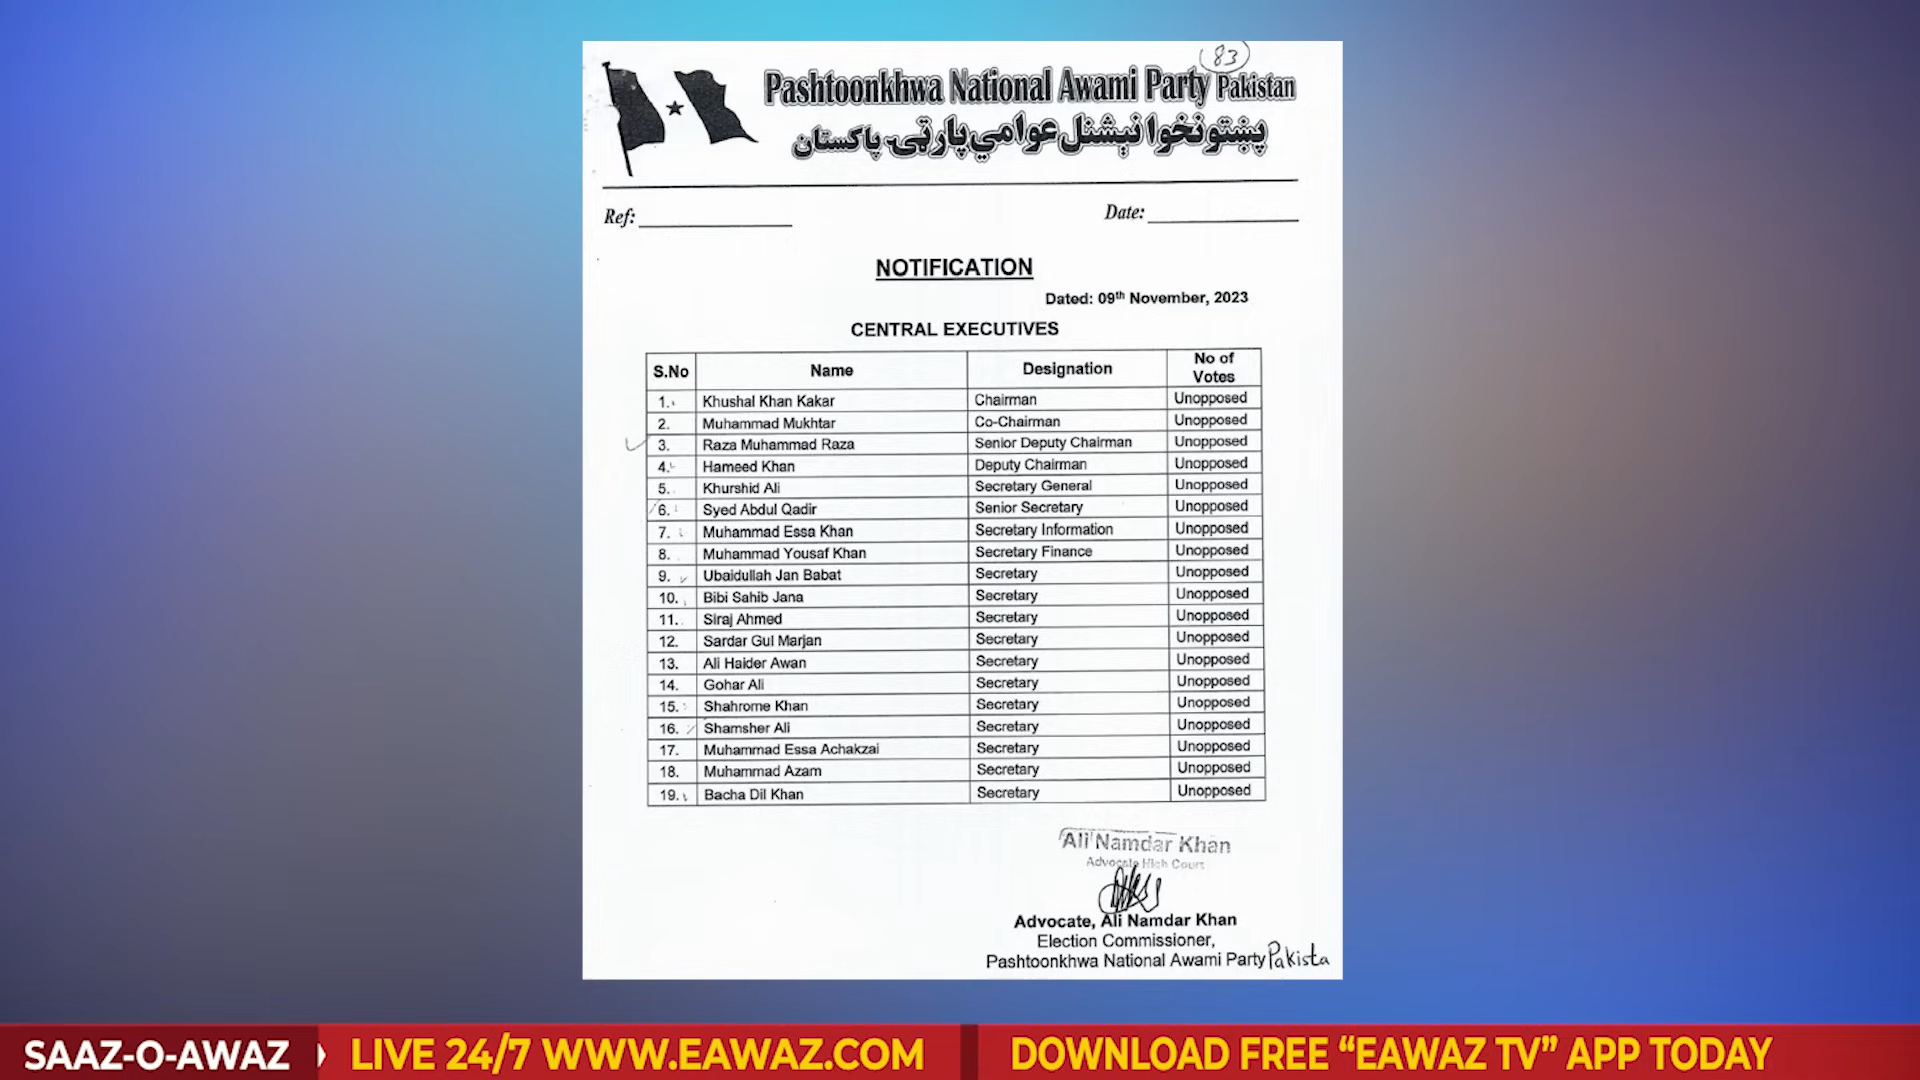 83
Pashtoonkhwa National Awami Party Pakistan
پښتونخوا نېشنل عوامي پارټي-پاکستان
Ref: Date:
NOTIFICATION
Dated: 09th November, 2023
CENTRAL EXECUTIVES
S.No Name Designation No of Votes
1. Khushal Khan Kakar Chairman Unopposed
2. Muhammad Mukhtar Co-Chairman Unopposed
3. Raza Muhammad Raza Senior Deputy Chairman Unopposed
4. Hameed Khan Deputy Chairman Unopposed
5. Khurshid Ali Secretary General Unopposed
6. Syed Abdul Qadir Senior Secretary Unopposed
7. Muhammad Essa Khan Secretary Information Unopposed
8. Muhammad Yousaf Khan Secretary Finance Unopposed
9. Ubaidullah Jan Babat Secretary Unopposed
10. Bibi Sahib Jana Secretary Unopposed
11. Siraj Ahmed Secretary Unopposed
12. Sardar Gul Marjan Secretary Unopposed
13. Ali Haider Awan Secretary Unopposed
14. Gohar Ali Secretary Unopposed
15. Shahrome Khan Secretary Unopposed
16. Shamsher Ali Secretary Unopposed
17. Muhammad Essa Achakzai Secretary Unopposed
18. Muhammad Azam Secretary Unopposed
19. Bacha Dil Khan Secretary Unopposed
Ali Namdar Khan
Advocate High Court
Advocate, Ali Namdar Khan
Election Commissioner,
Pashtoonkhwa National Awami Party Pakista
SAAZ-O-AWAZ LIVE 24/7 WWW.EAWAZ.COM DOWNLOAD FREE “EAWAZ TV” APP TODAY